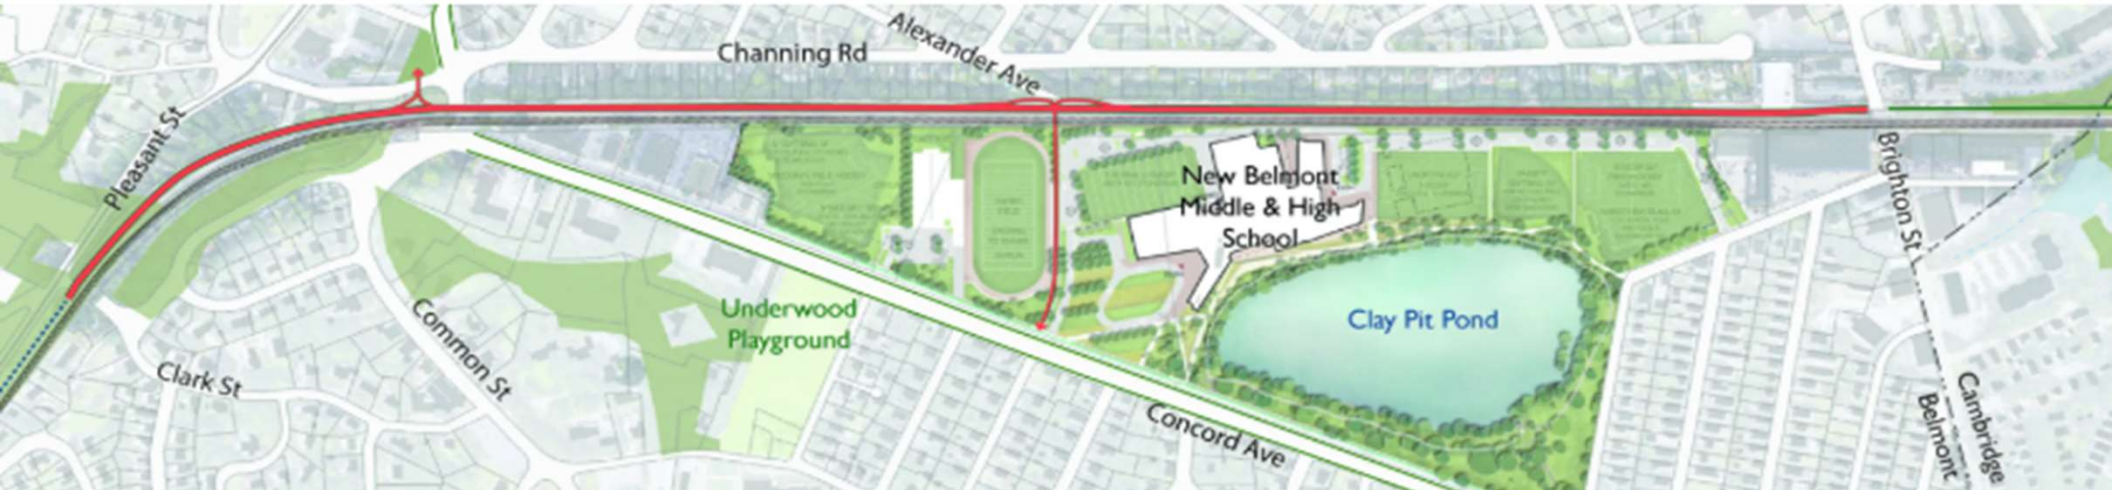 Alexander Ave
Channing Rd
Pleasant St
New Belmont
Middle & High
School
Brighton St
Underwood
Playground
Clay Pit Pond
Common St
Clark St
Concord Ave
Cambridge
Belmont